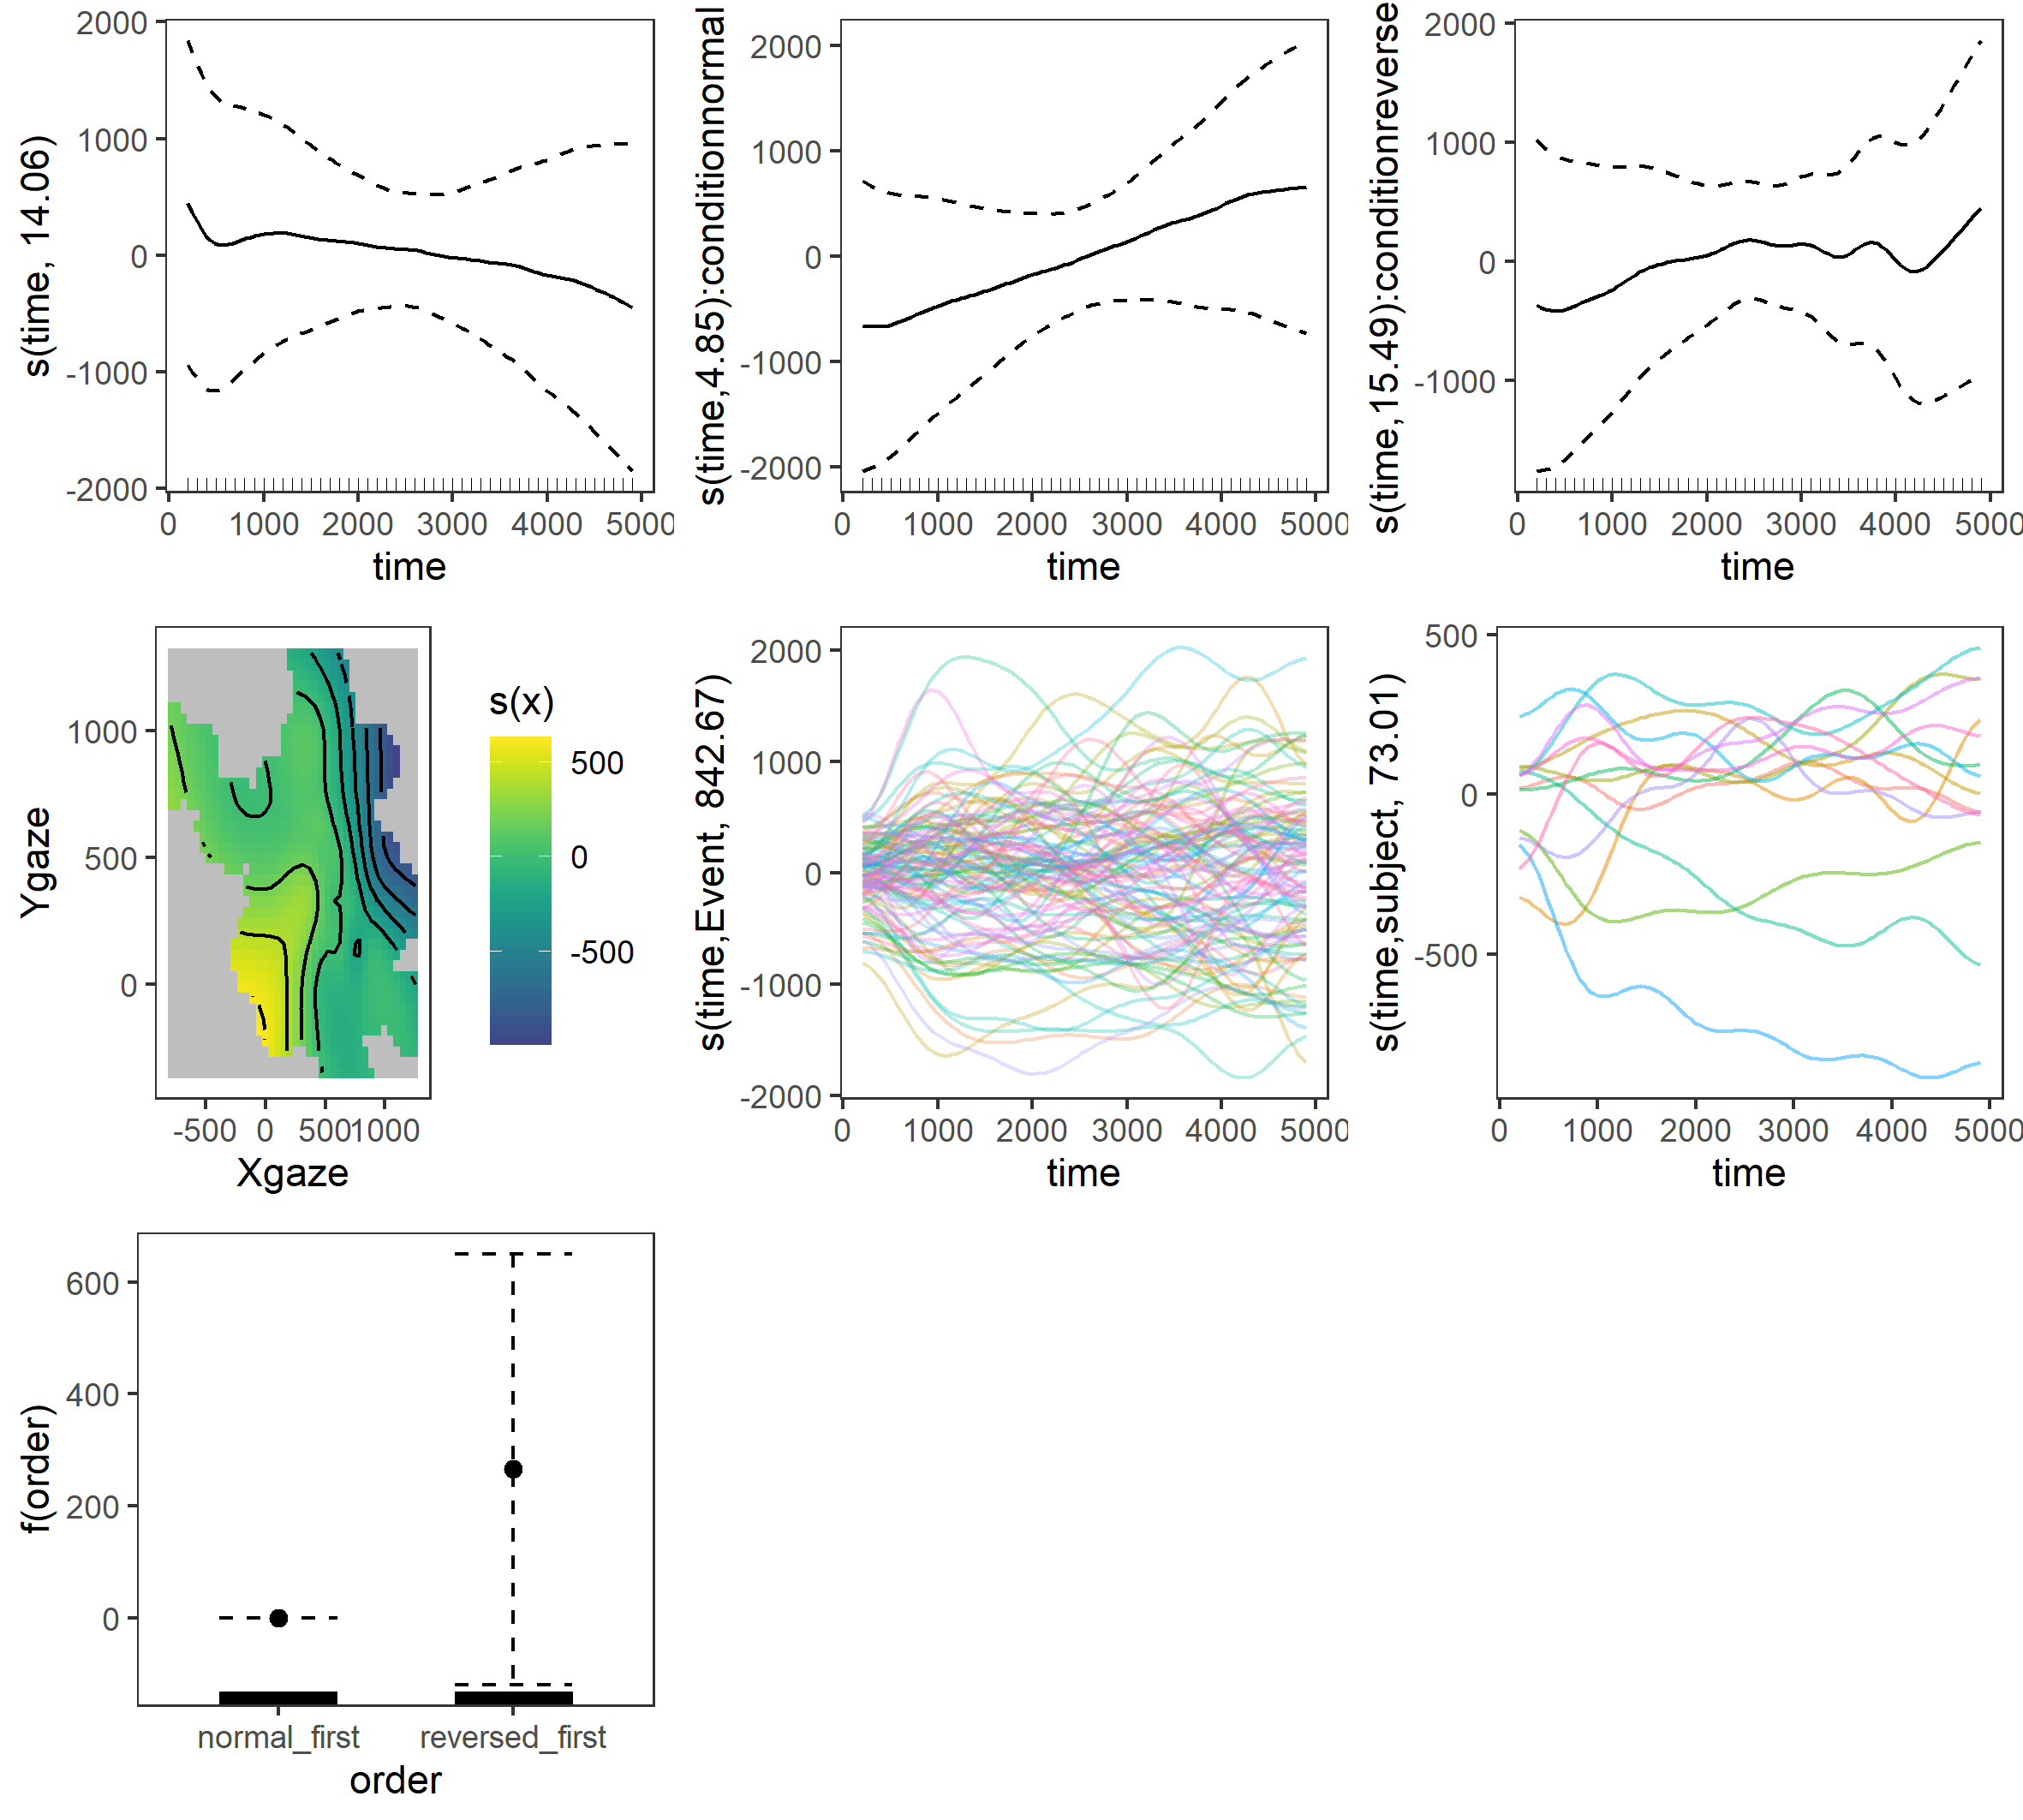 s(time, 14.06)
2000
1000
0
-1000
-2000
0 1000 2000 3000 4000 5000
time
s(time,4.85):conditionnormal
2000
1000
0
-1000
-2000
0 1000 2000 3000 4000 5000
time
s(time,15.49):conditionreverse
2000
1000
0
-1000
0 1000 2000 3000 4000 5000
time
Ygaze
1000
500
0
-500 0 500 1000
Xgaze
s(x)
500
0
-500
s(time,Event, 842.67)
2000
1000
0
-1000
-2000
0 1000 2000 3000 4000 5000
time
s(time,subject, 73.01)
500
0
-500
0 1000 2000 3000 4000 5000
time
f(order)
600
400
200
0
normal_first reversed_first
order